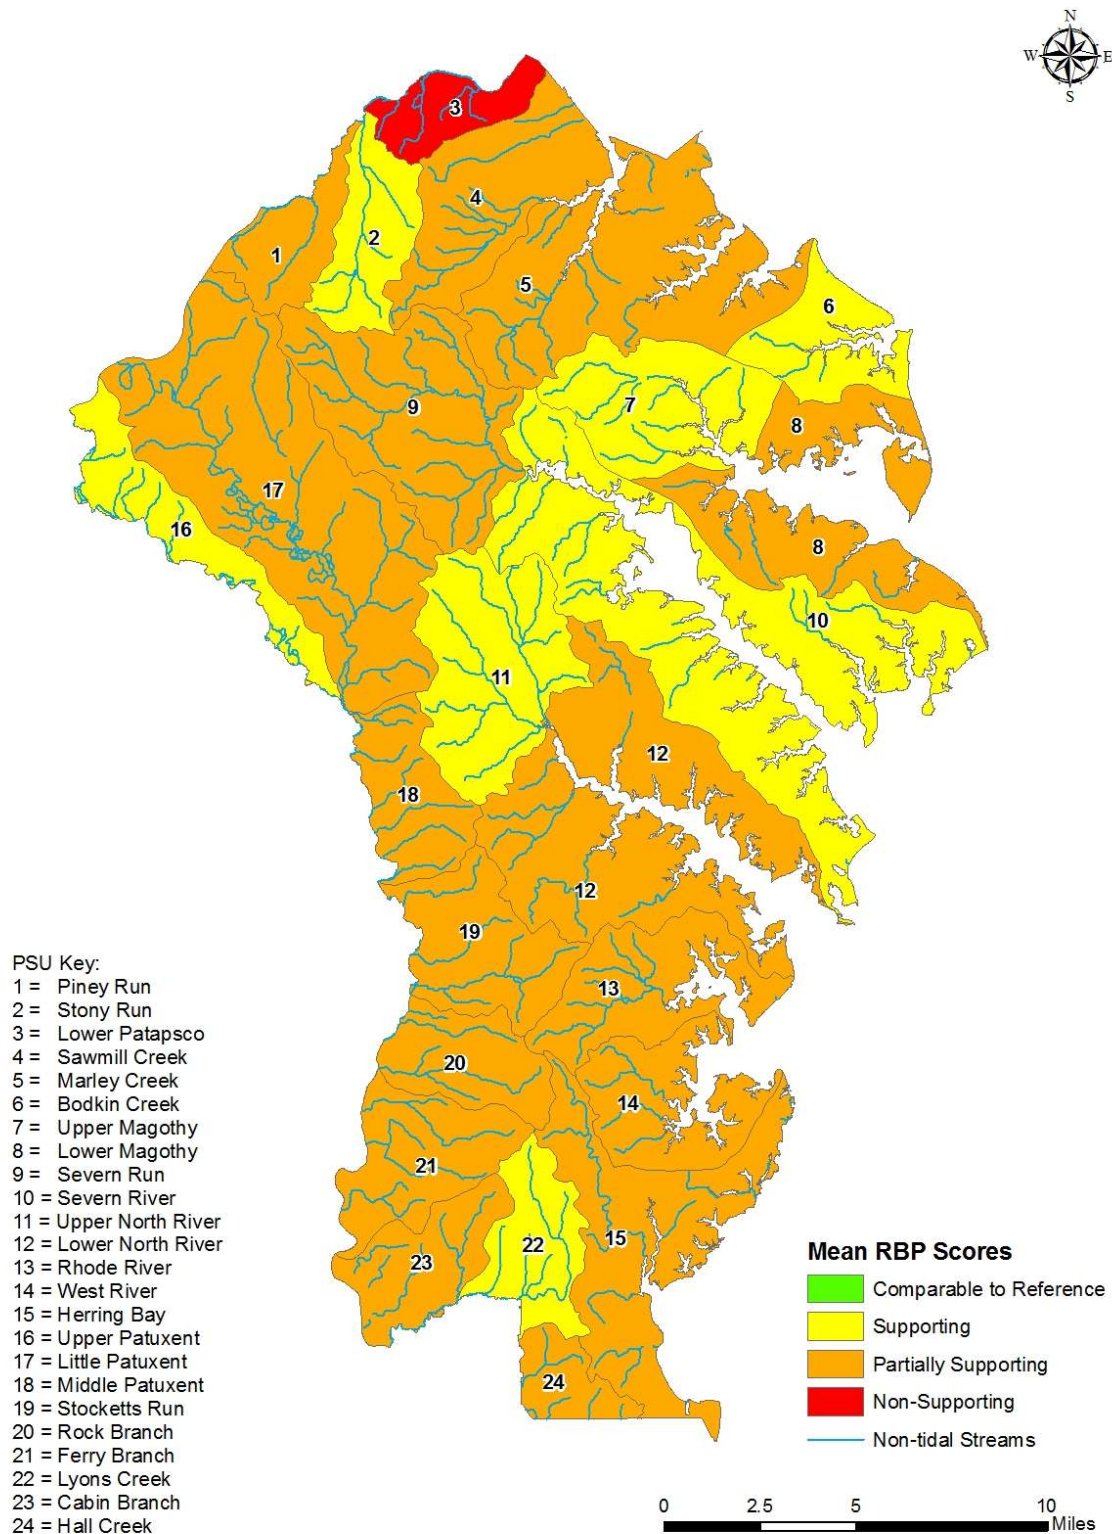 N
W E
S
3
4
2
1
5
6
7
9
8
17
16
8
10
11
12
18
12
19
13
20
14
21
22
15
23
24
PSU Key:
1 = Piney Run
2 = Stony Run
3 = Lower Patapsco
4 = Sawmill Creek
5 = Marley Creek
6 = Bodkin Creek
7 = Upper Magothy
8 = Lower Magothy
9 = Severn Run
10 = Severn River
11 = Upper North River
12 = Lower North River
13 = Rhode River
14 = West River
15 = Herring Bay
16 = Upper Patuxent
17 = Little Patuxent
18 = Middle Patuxent
19 = Stocketts Run
20 = Rock Branch
21 = Ferry Branch
22 = Lyons Creek
23 = Cabin Branch
24 = Hall Creek
Mean RBP Scores
Comparable to Reference
Supporting
Partially Supporting
Non-Supporting
Non-tidal Streams
0 2.5 5 10
Miles